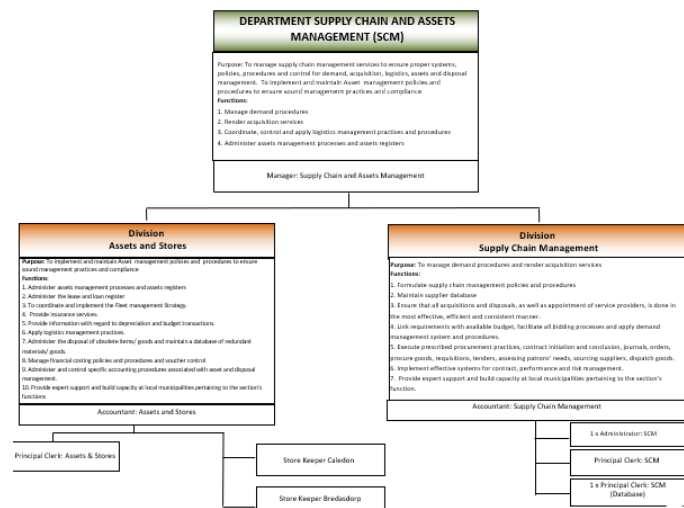 DEPARTMENT SUPPLY CHAIN AND ASSETS
MANAGEMENT (SCM)
Purpose: To manage supply chain management services to ensure proper systems,
policies, procedures and control for demand, acquisition, logistics, assets and disposal
management. To implement and maintain Asset management policies and
procedures to ensure sound management practices and compliance
Functions:
1. Manage demand procedures
2. Render acquisition services
3. Coordinate, control and apply logistics management practices and procedures
4. Administer assets management processes and assets registers
Manager: Supply Chain and Assets Management
Division
Assets and Stores
Purpose: To implement and maintain Asset management policies and procedures to ensure
sound management practices and compliance
Functions:
1. Administer assets management processes and assets registers
2. Administer the lease and loan register
3. To coordinate and implement the Fleet management Strategy.
4. Provide insurance services.
5. Provide information with regard to depreciation and budget transactions.
6. Apply logistics management practices.
7. Administer the disposal of obsolete items/ goods and maintain a database of redundant
materials/ goods.
8. Manage financial costing policies and procedures and voucher control
9. Administer and control specific accounting procedures associated with asset and disposal
management.
10. Provide expert support and build capacity at local municipalities pertaining to the section's
functions
Accountant: Assets and Stores
Principal Clerk: Assets & Stores
Store Keeper Caledon
Store Keeper Bredasdorp
Division
Supply Chain Management
Purpose: To manage demand procedures and render acquisition services
Functions:
1. Formulate supply chain management policies and procedures
2. Maintain supplier database
3. Ensure that all acquisitions and disposals, as well as appointment of service providers, is done in
the most effective, efficient and consistent manner.
4. Link requirements with available budget, facilitate all bidding processes and apply demand
management system and procedures.
5. Execute prescribed procurement practices, contract initiation and conclusion, journals, orders,
procure goods, requisitions, tenders, assessing patrons' needs, sourcing suppliers, dispatch goods.
6. Implement effective systems for contract, performance and risk management.
7. Provide expert support and build capacity at local municipalities pertaining to the section's
function.
Accountant: Supply Chain Management
1 x Administrator: SCM
Principal Clerk: SCM
1 x Principal Clerk: SCM
(Database)